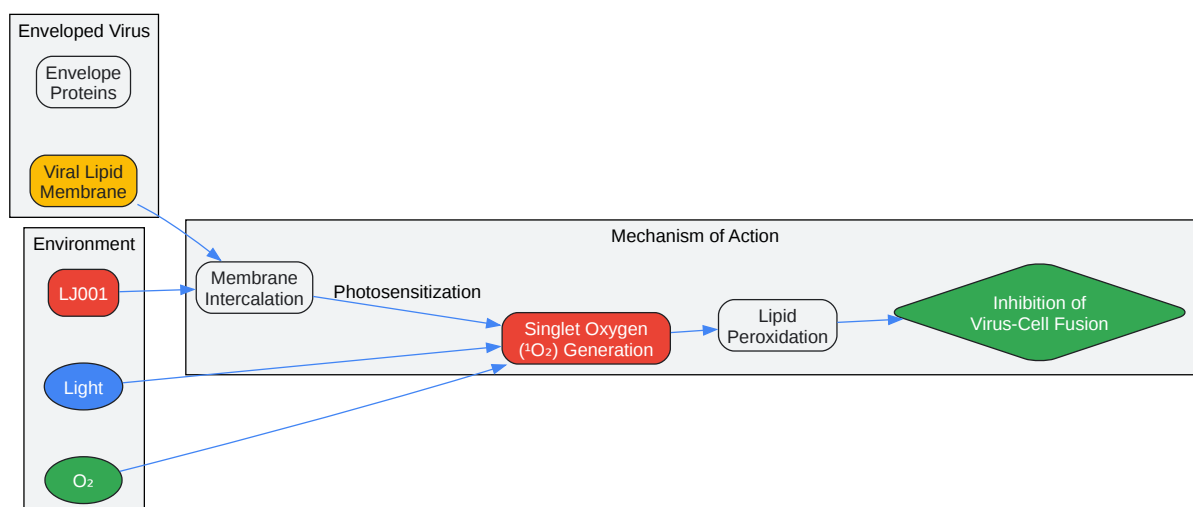 Enveloped Virus
Envelope
Proteins
Viral Lipid
Membrane
Environment
LJ001
Light
O₂
Mechanism of Action
Membrane
Intercalation
Photosensitization
Singlet Oxygen
(¹O₂) Generation
Lipid
Peroxidation
Inhibition of
Virus-Cell Fusion